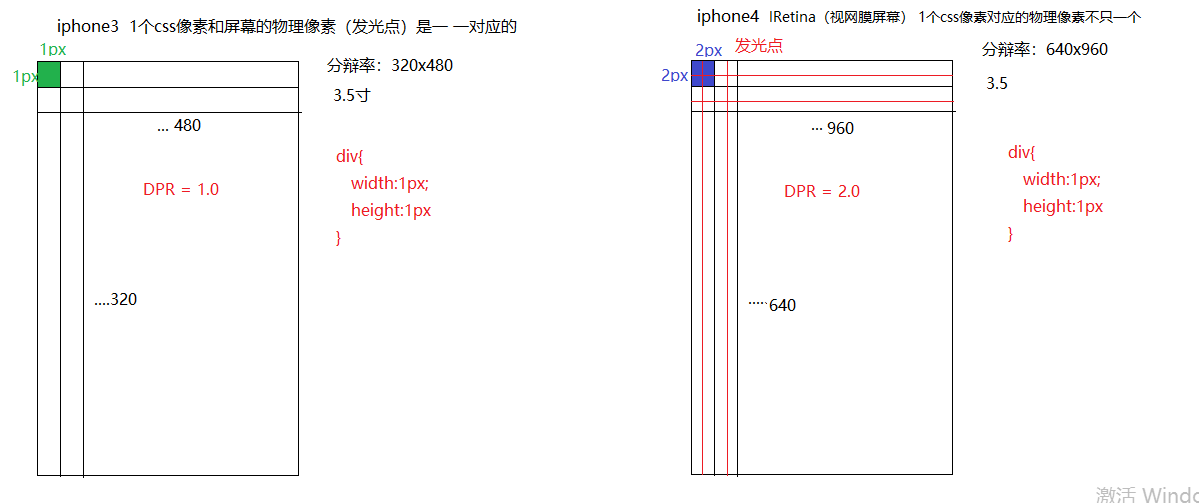 iphone3 1个css像素和屏幕的物理像素（发光点）是一 一对应的
1px
1px
分辩率：320x480
3.5寸
... 480
div{
width:1px;
height:1px
}
DPR = 1.0
....320
iphone4 IRetina（视网膜屏幕） 1个css像素对应的物理像素不只一个
2px
发光点
2px
分辩率：640x960
3.5
... 960
div{
width:1px;
height:1px
}
DPR = 2.0
.....640
激活 Windo